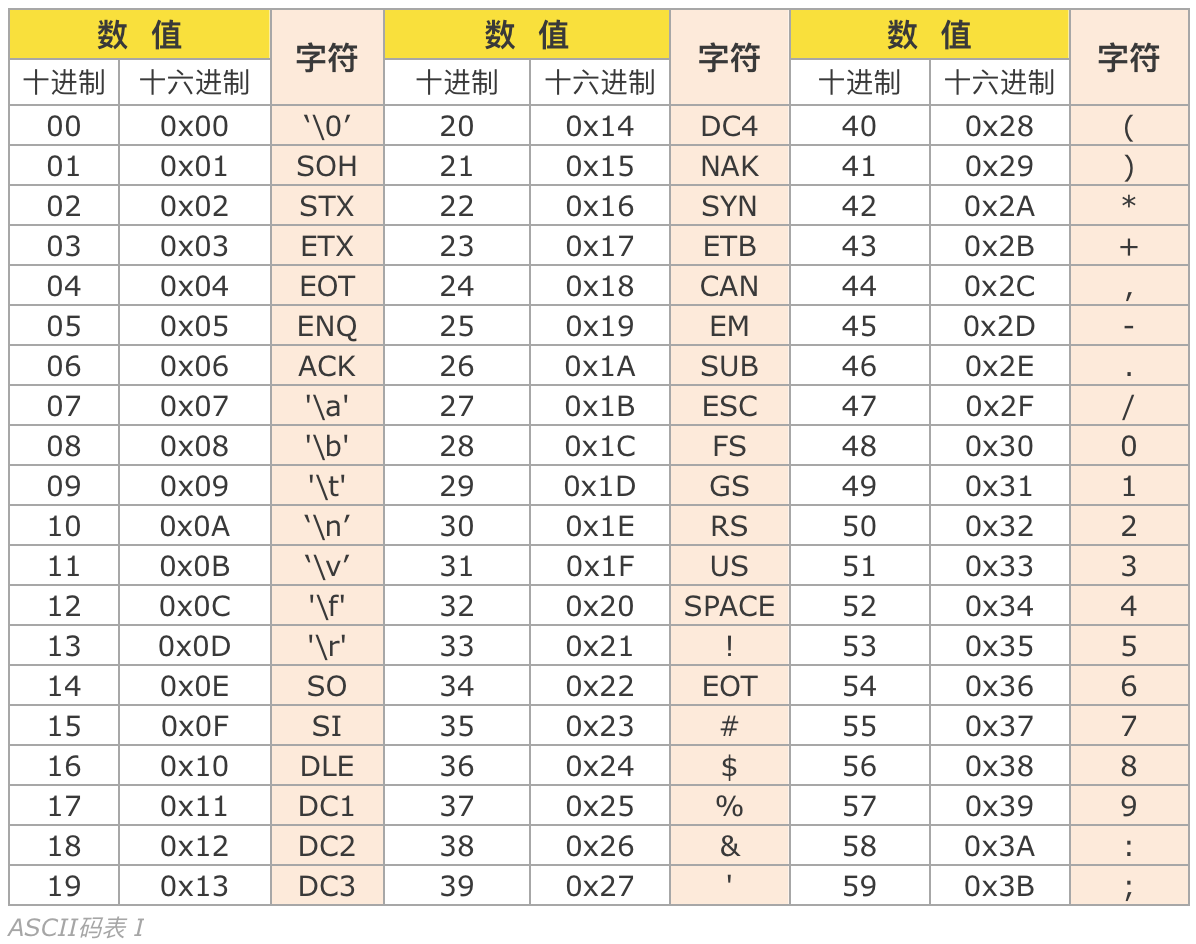 数 值 字符 数 值 字符 数 值 字符
十进制 十六进制 十进制 十六进制 十进制 十六进制
00 0x00 ‘\0’ 20 0x14 DC4 40 0x28 (
01 0x01 SOH 21 0x15 NAK 41 0x29 )
02 0x02 STX 22 0x16 SYN 42 0x2A *
03 0x03 ETX 23 0x17 ETB 43 0x2B +
04 0x04 EOT 24 0x18 CAN 44 0x2C ,
05 0x05 ENQ 25 0x19 EM 45 0x2D -
06 0x06 ACK 26 0x1A SUB 46 0x2E .
07 0x07 '\a' 27 0x1B ESC 47 0x2F /
08 0x08 '\b' 28 0x1C FS 48 0x30 0
09 0x09 '\t' 29 0x1D GS 49 0x31 1
10 0x0A ‘\n’ 30 0x1E RS 50 0x32 2
11 0x0B ‘\v’ 31 0x1F US 51 0x33 3
12 0x0C '\f' 32 0x20 SPACE 52 0x34 4
13 0x0D '\r' 33 0x21 ! 53 0x35 5
14 0x0E SO 34 0x22 EOT 54 0x36 6
15 0x0F SI 35 0x23 # 55 0x37 7
16 0x10 DLE 36 0x24 $ 56 0x38 8
17 0x11 DC1 37 0x25 % 57 0x39 9
18 0x12 DC2 38 0x26 & 58 0x3A :
19 0x13 DC3 39 0x27 ' 59 0x3B ;
ASCII码表 I